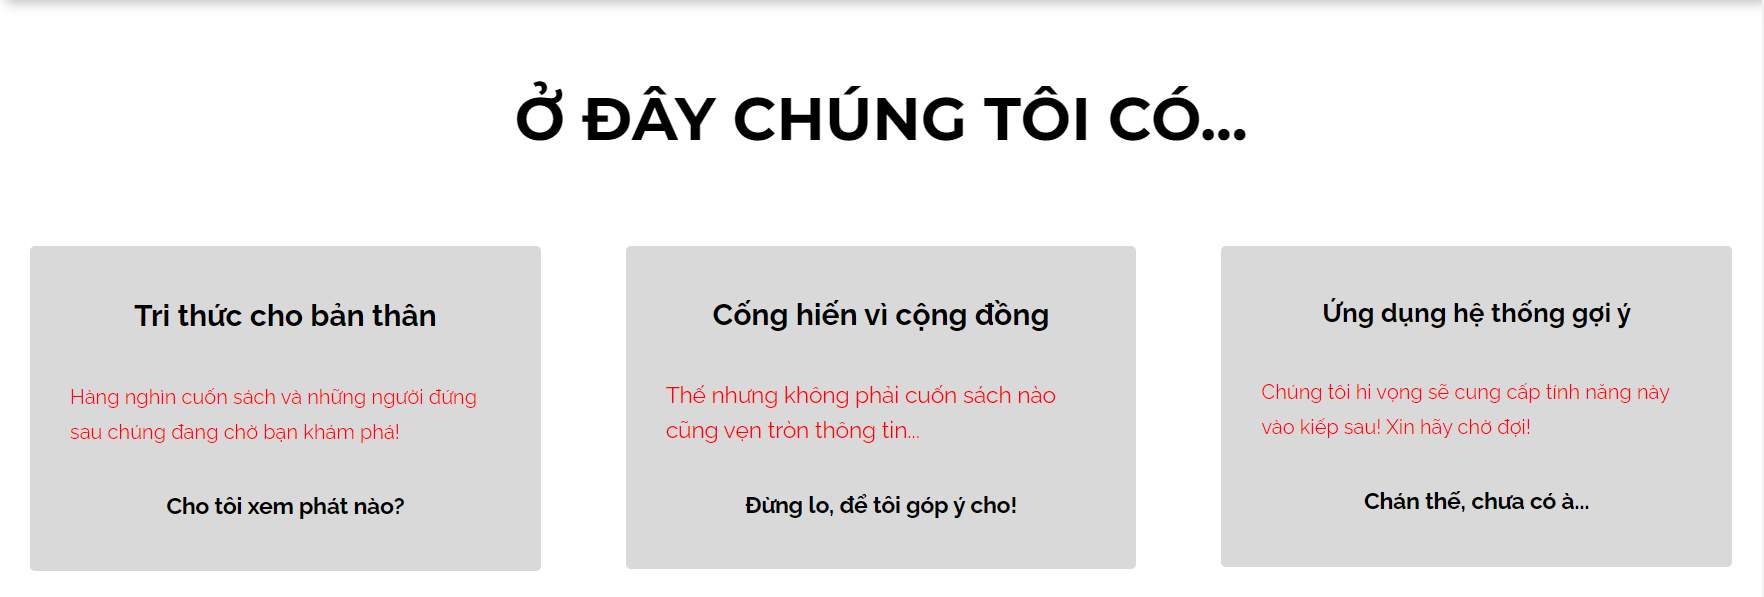 Ở ĐÂY CHÚNG TÔI CÓ...
Tri thức cho bản thân
Hàng nghìn cuốn sách và những người đứng
sau chúng đang chờ bạn khám phá!
Cho tôi xem phát nào?
Cống hiến vì cộng đồng
Thế nhưng không phải cuốn sách nào
cũng vẹn tròn thông tin...
Đừng lo, để tôi góp ý cho!
Ứng dụng hệ thống gợi ý
Chúng tôi hi vọng sẽ cung cấp tính năng này
vào kiếp sau! Xin hãy chờ đợi!
Chán thế, chưa có à...